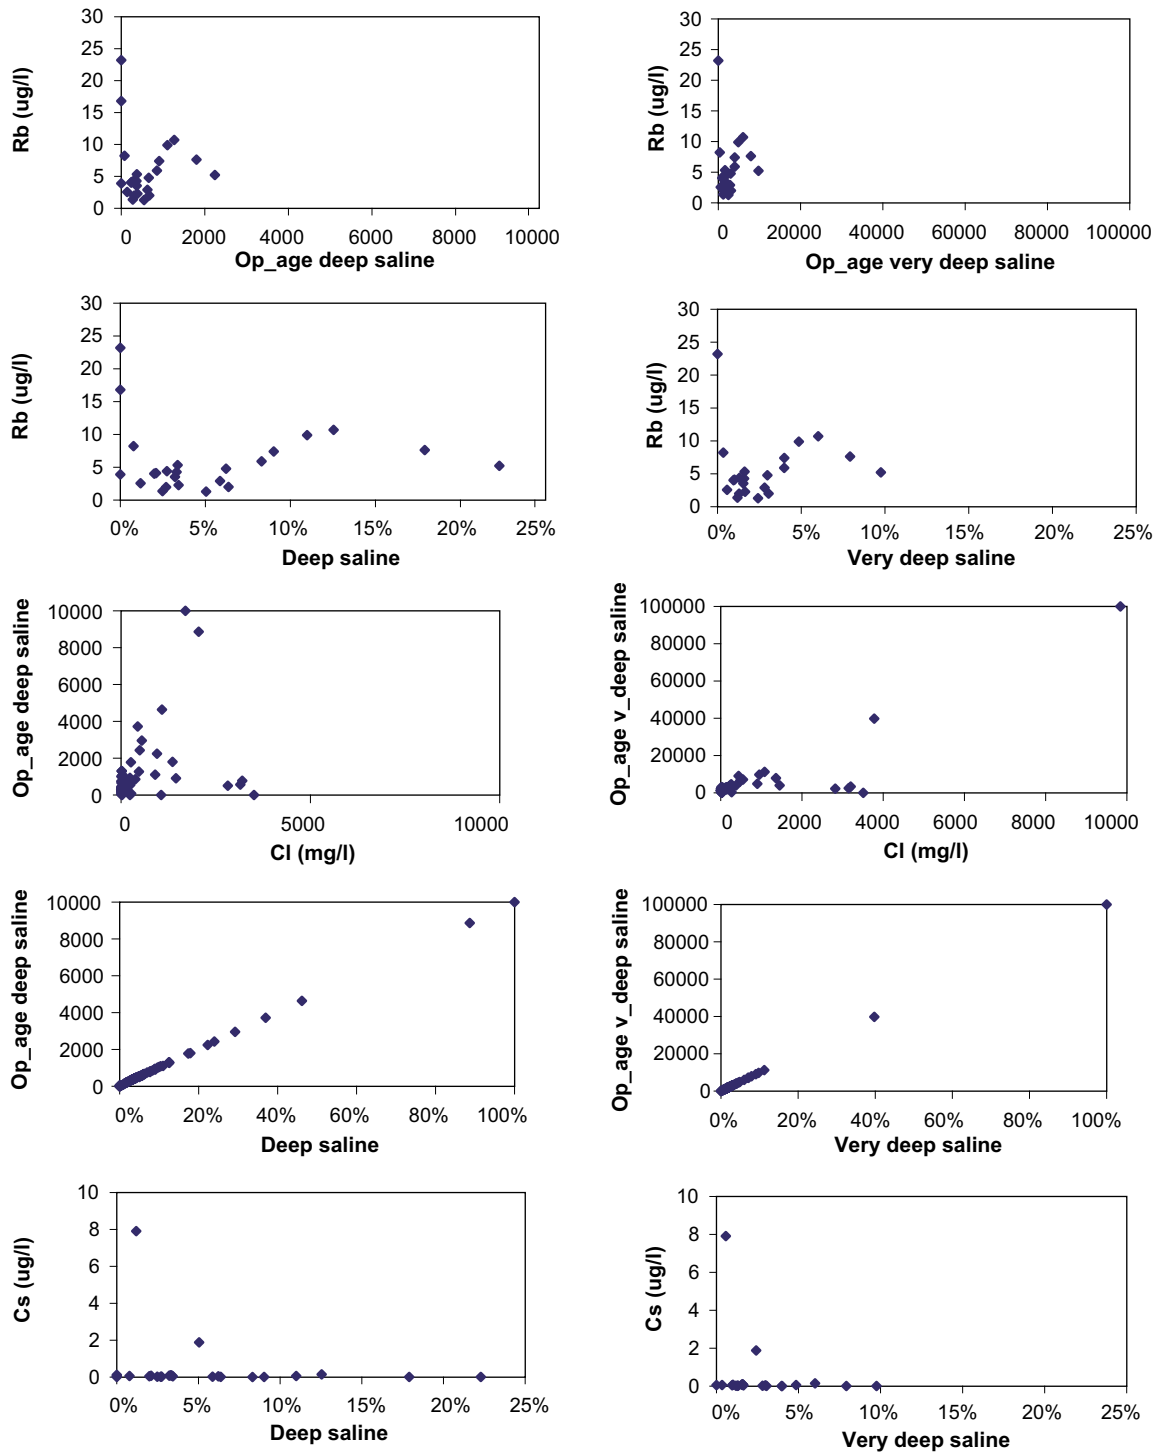 30
25
20
15
10
5
0
Rb (ug/l)
0 2000 4000 6000 8000 10000
Op_age deep saline
30
25
20
15
10
5
0
Rb (ug/l)
0 20000 40000 60000 80000 100000
Op_age very deep saline
30
25
20
15
10
5
0
Rb (ug/l)
0% 5% 10% 15% 20% 25%
Deep saline
30
25
20
15
10
5
0
Rb (ug/l)
0% 5% 10% 15% 20% 25%
Very deep saline
10000
8000
6000
4000
2000
0
Op_age deep saline
0 5000 10000
Cl (mg/l)
100000
80000
60000
40000
20000
0
Op_age v_deep saline
0 2000 4000 6000 8000 10000
Cl (mg/l)
10000
8000
6000
4000
2000
0
Op_age deep saline
0% 20% 40% 60% 80% 100%
Deep saline
100000
80000
60000
40000
20000
0
Op_age v_deep saline
0% 20% 40% 60% 80% 100%
Very deep saline
10
8
6
4
2
0
Cs (ug/l)
0% 5% 10% 15% 20% 25%
Deep saline
10
8
6
4
2
0
Cs (ug/l)
0% 5% 10% 15% 20% 25%
Very deep saline